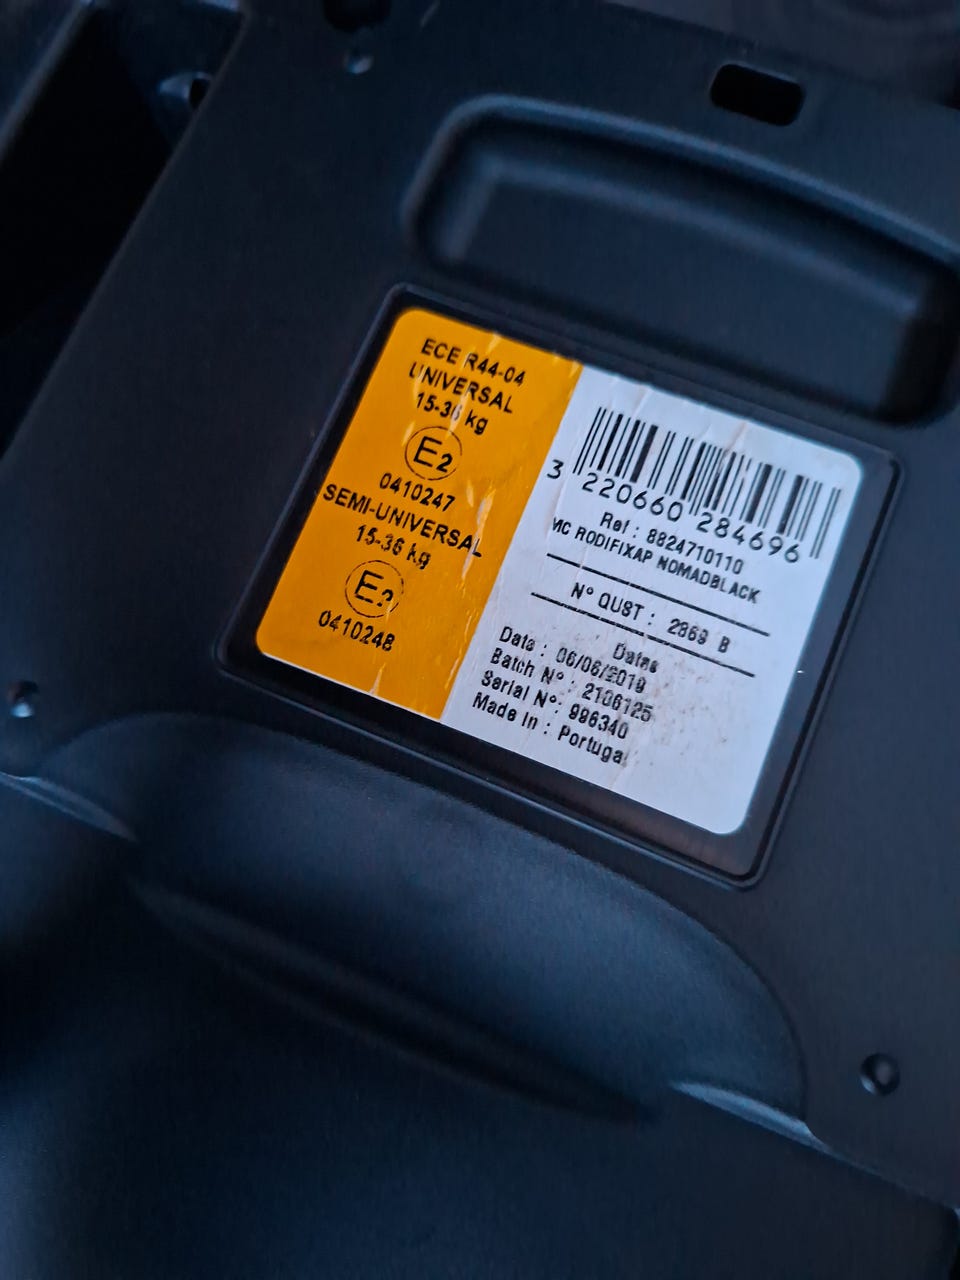 ECE R44-04
UNIVERSAL
15-36 kg
E2
0410247
SEMI-UNIVERSAL
15-36 kg
E2
0410248
3 220660 284696
Ref : 8824710110
MC RODIFIXAP NOMADBLACK
N° QUST : 2869 B
Datas
Date : 06/06/2019
Batch N° : 2106125
Serial N° : 996340
Made in : Portugal